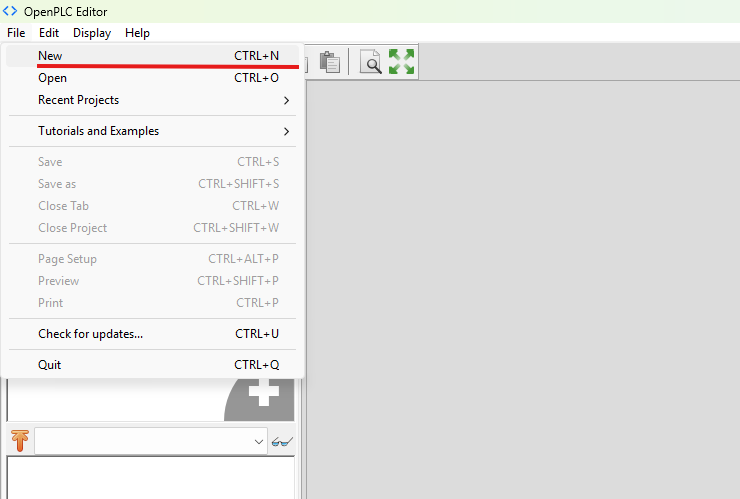 OpenPLC Editor
File Edit Display Help
New CTRL+N
Open CTRL+O
Recent Projects
Tutorials and Examples
Save CTRL+S
Save as CTRL+SHIFT+S
Close Tab CTRL+W
Close Project CTRL+SHIFT+W
Page Setup CTRL+ALT+P
Preview CTRL+SHIFT+P
Print CTRL+P
Check for updates... CTRL+U
Quit CTRL+Q